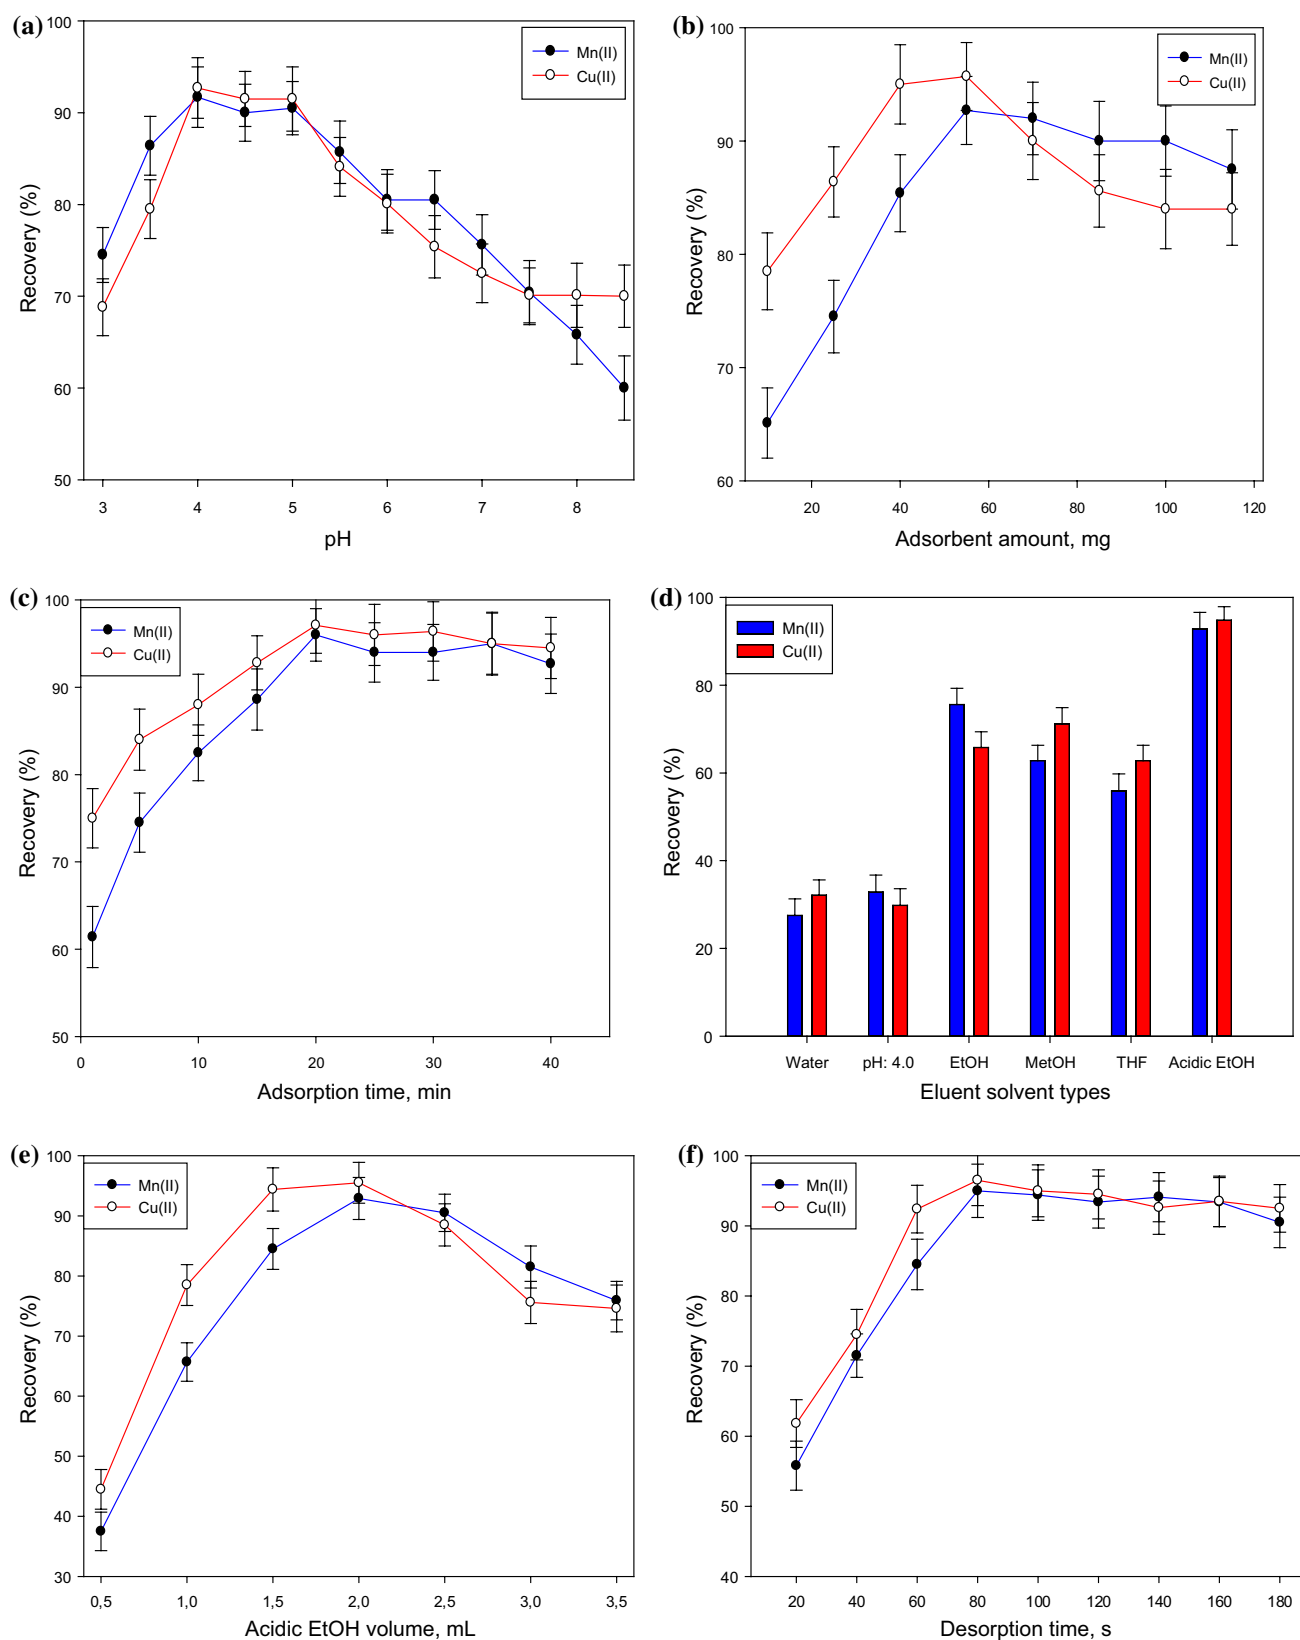 (a)
100
90
80
70
60
50
Recovery (%)
Mn(II)
Cu(II)
3 4 5 6 7 8
pH
(b)
100
90
80
70
60
Recovery (%)
Mn(II)
Cu(II)
20 40 60 80 100 120
Adsorbent amount, mg
(c)
100
90
80
70
60
50
Recovery (%)
Mn(II)
Cu(II)
0 10 20 30 40
Adsorption time, min
(d)
100
80
60
40
20
0
Recovery (%)
Mn(II)
Cu(II)
Water pH: 4.0 EtOH MetOH THF Acidic EtOH
Eluent solvent types
(e)
100
90
80
70
60
50
40
30
Recovery (%)
Mn(II)
Cu(II)
0,5 1,0 1,5 2,0 2,5 3,0 3,5
Acidic EtOH volume, mL
(f)
100
90
80
70
60
50
40
Recovery (%)
Mn(II)
Cu(II)
20 40 60 80 100 120 140 160 180
Desorption time, s